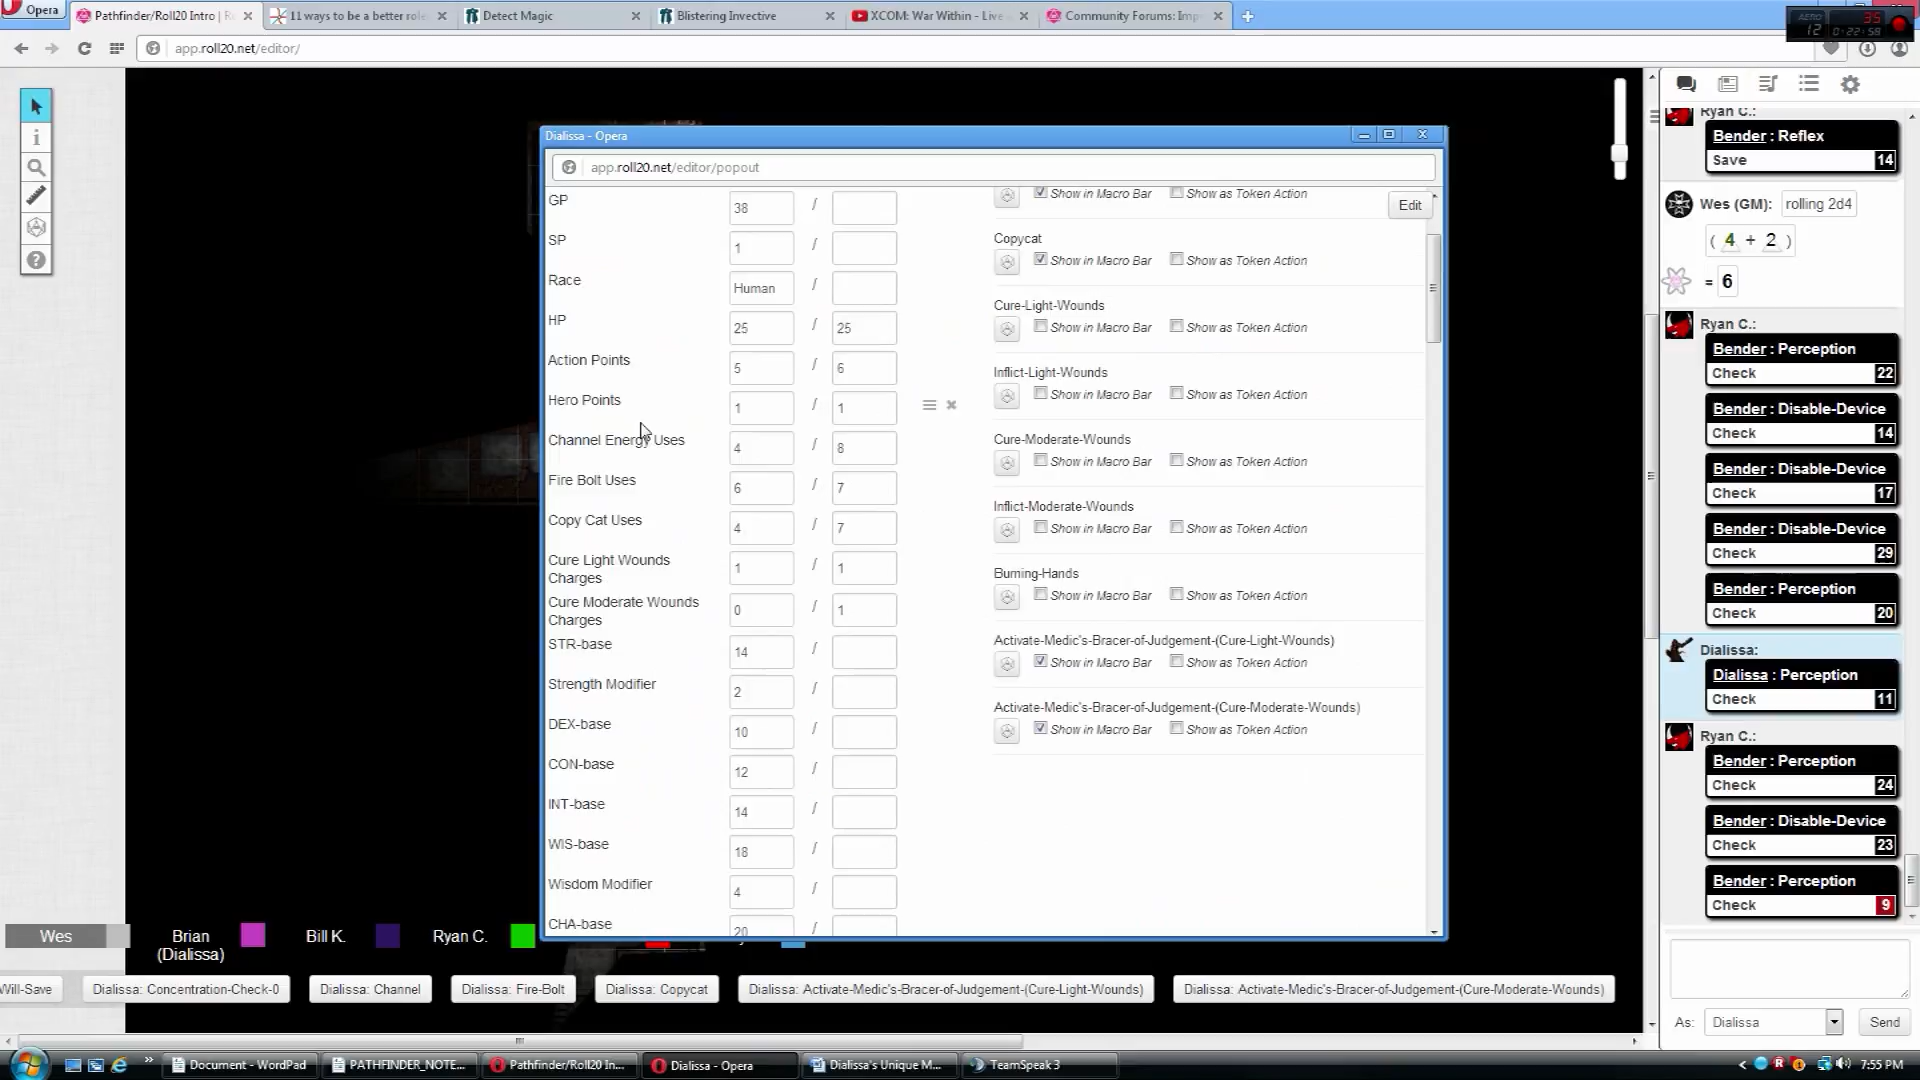 Opera
Pathfinder/Roll20 Intro | R
11 ways to be a better role
Detect Magic
Blistering Invective
XCOM: War Within - Live
Community Forums: Imp
35
12
0:22:58
app.roll20.net/editor/
Dialissa - Opera
app.roll20.net/editor/popout
Edit
GP 38 /
SP 1 /
Race Human /
HP 25 / 25
Action Points 5 / 6
Hero Points 1 / 1
Channel Energy Uses 4 / 8
Fire Bolt Uses 6 / 7
Copy Cat Uses 4 / 7
Cure Light Wounds
Charges 1 / 1
Cure Moderate Wounds
Charges 0 / 1
STR-base 14 /
Strength Modifier 2 /
DEX-base 10 /
CON-base 12 /
INT-base 14 /
WIS-base 18 /
Wisdom Modifier 4 /
CHA-base 20 /
Show in Macro Bar Show as Token Action
Copycat
Show in Macro Bar Show as Token Action
Cure-Light-Wounds
Show in Macro Bar Show as Token Action
Inflict-Light-Wounds
Show in Macro Bar Show as Token Action
Cure-Moderate-Wounds
Show in Macro Bar Show as Token Action
Inflict-Moderate-Wounds
Show in Macro Bar Show as Token Action
Burning-Hands
Show in Macro Bar Show as Token Action
Activate-Medic's-Bracer-of-Judgement-(Cure-Light-Wounds)
Show in Macro Bar Show as Token Action
Activate-Medic's-Bracer-of-Judgement-(Cure-Moderate-Wounds)
Show in Macro Bar Show as Token Action
Ryan C.:
Bender : Reflex
Save 14
Wes (GM): rolling 2d4
( 4 + 2 )
= 6
Ryan C.:
Bender : Perception
Check 22
Bender : Disable-Device
Check 14
Bender : Disable-Device
Check 17
Bender : Disable-Device
Check 29
Bender : Perception
Check 20
Dialissa:
Dialissa : Perception
Check 11
Ryan C.:
Bender : Perception
Check 24
Bender : Disable-Device
Check 23
Bender : Perception
Check 9
As: Dialissa Send
Wes
Brian
(Dialissa)
Bill K.
Ryan C.
Will-Save
Dialissa: Concentration-Check-0
Dialissa: Channel
Dialissa: Fire-Bolt
Dialissa: Copycat
Dialissa: Activate-Medic's-Bracer-of-Judgement-(Cure-Light-Wounds)
Dialissa: Activate-Medic's-Bracer-of-Judgement-(Cure-Moderate-Wounds)
Document - WordPad
PATHFINDER_NOTE...
Pathfinder/Roll20 In...
Dialissa - Opera
Dialissa's Unique M...
TeamSpeak 3
7:55 PM